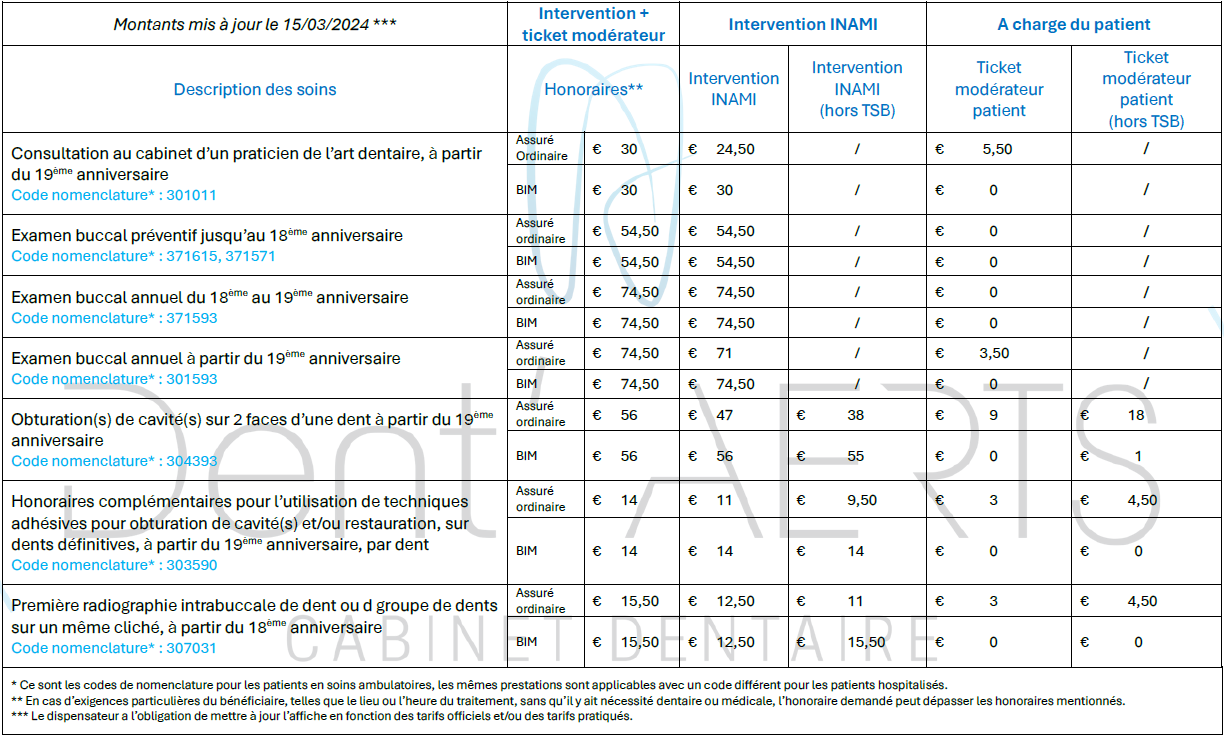 Montants mis à jour le 15/03/2024 ***
Intervention +
ticket modérateur
Intervention INAMI
A charge du patient
Description des soins
Honoraires**
Intervention
INAMI
Intervention
INAMI
(hors TSB)
Ticket
modérateur
patient
Ticket
modérateur
patient
(hors TSB)
Consultation au cabinet d’un praticien de l’art dentaire, à partir
du 19ème anniversaire
Code nomenclature* : 301011
Assuré
Ordinaire
€ 30 € 24,50 / € 5,50 /
BIM € 30 € 30 / € 0 /
Examen buccal préventif jusqu’au 18ème anniversaire
Code nomenclature* : 371615, 371571
Assuré
ordinaire
€ 54,50 € 54,50 / € 0 /
BIM € 54,50 € 54,50 / € 0 /
Examen buccal annuel du 18ème au 19ème anniversaire
Code nomenclature* : 371593
Assuré
ordinaire
€ 74,50 € 74,50 / € 0 /
BIM € 74,50 € 74,50 / € 0 /
Examen buccal annuel à partir du 19ème anniversaire
Code nomenclature* : 301593
Assuré
ordinaire
€ 74,50 € 71 / € 3,50 /
BIM € 74,50 € 74,50 / € 0 /
Obturation(s) de cavité(s) sur 2 faces d’une dent à partir du 19ème
anniversaire
Code nomenclature* : 304393
Assuré
ordinaire
€ 56 € 47 € 38 € 9 € 18
BIM € 56 € 56 € 55 € 0 € 1
Honoraires complémentaires pour l’utilisation de techniques
adhésives pour obturation de cavité(s) et/ou restauration, sur
dents définitives, à partir du 19ème anniversaire, par dent
Code nomenclature* : 303590
Assuré
ordinaire
€ 14 € 11 € 9,50 € 3 € 4,50
BIM € 14 € 14 € 14 € 0 € 0
Première radiographie intrabuccale de dent ou d groupe de dents
sur un même cliché, à partir du 18ème anniversaire
Code nomenclature* : 307031
Assuré
ordinaire
€ 15,50 € 12,50 € 11 € 3 € 4,50
BIM € 15,50 € 12,50 € 15,50 € 0 € 0
* Ce sont les codes de nomenclature pour les patients en soins ambulatoires, les mêmes prestations sont applicables avec un code différent pour les patients hospitalisés.
** En cas d’exigences particulières du bénéficiaire, telles que le lieu ou l’heure du traitement, sans qu’il y ait nécessité dentaire ou médicale, l’honoraire demandé peut dépasser les honoraires mentionnés.
*** Le dispensateur a l’obligation de mettre à jour l’affiche en fonction des tarifs officiels et/ou des tarifs pratiqués.
Dent'AERTS
CABINET DENTAIRE